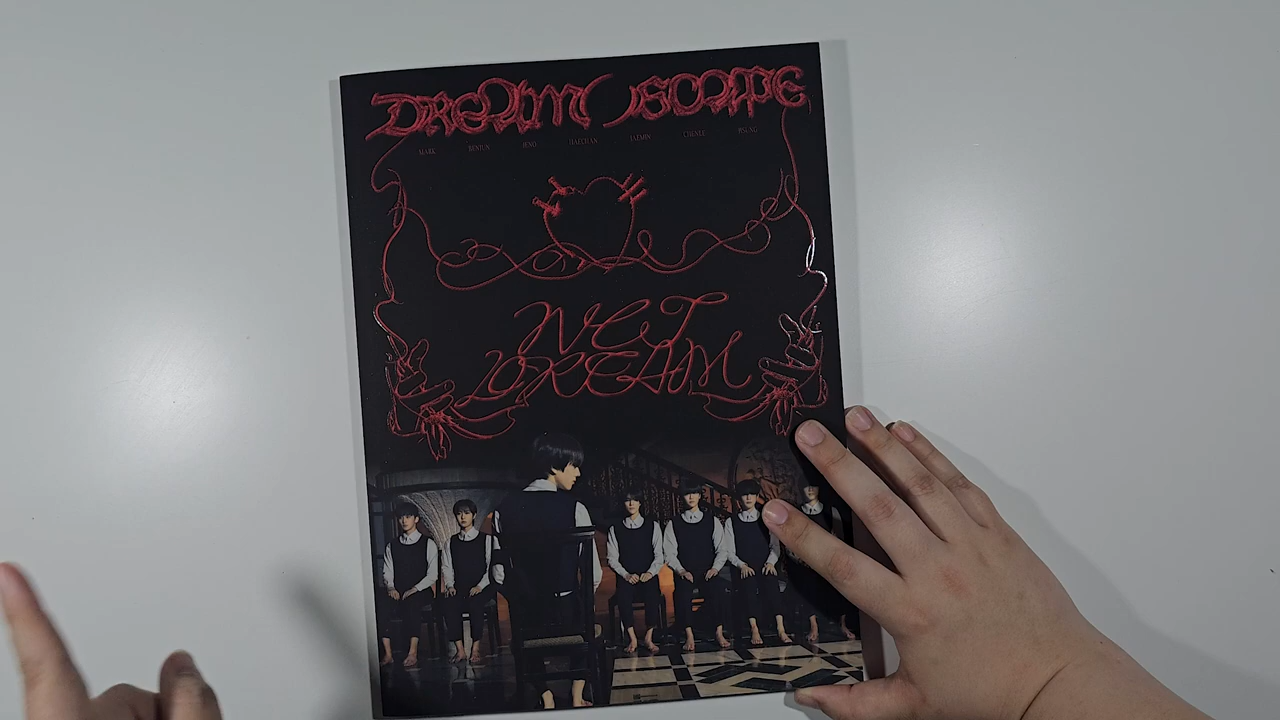 DREAM ()SCAPE
MARK RENJUN JENO HAECHAN JAEMIN CHENLE JISUNG
NCT
DREAM